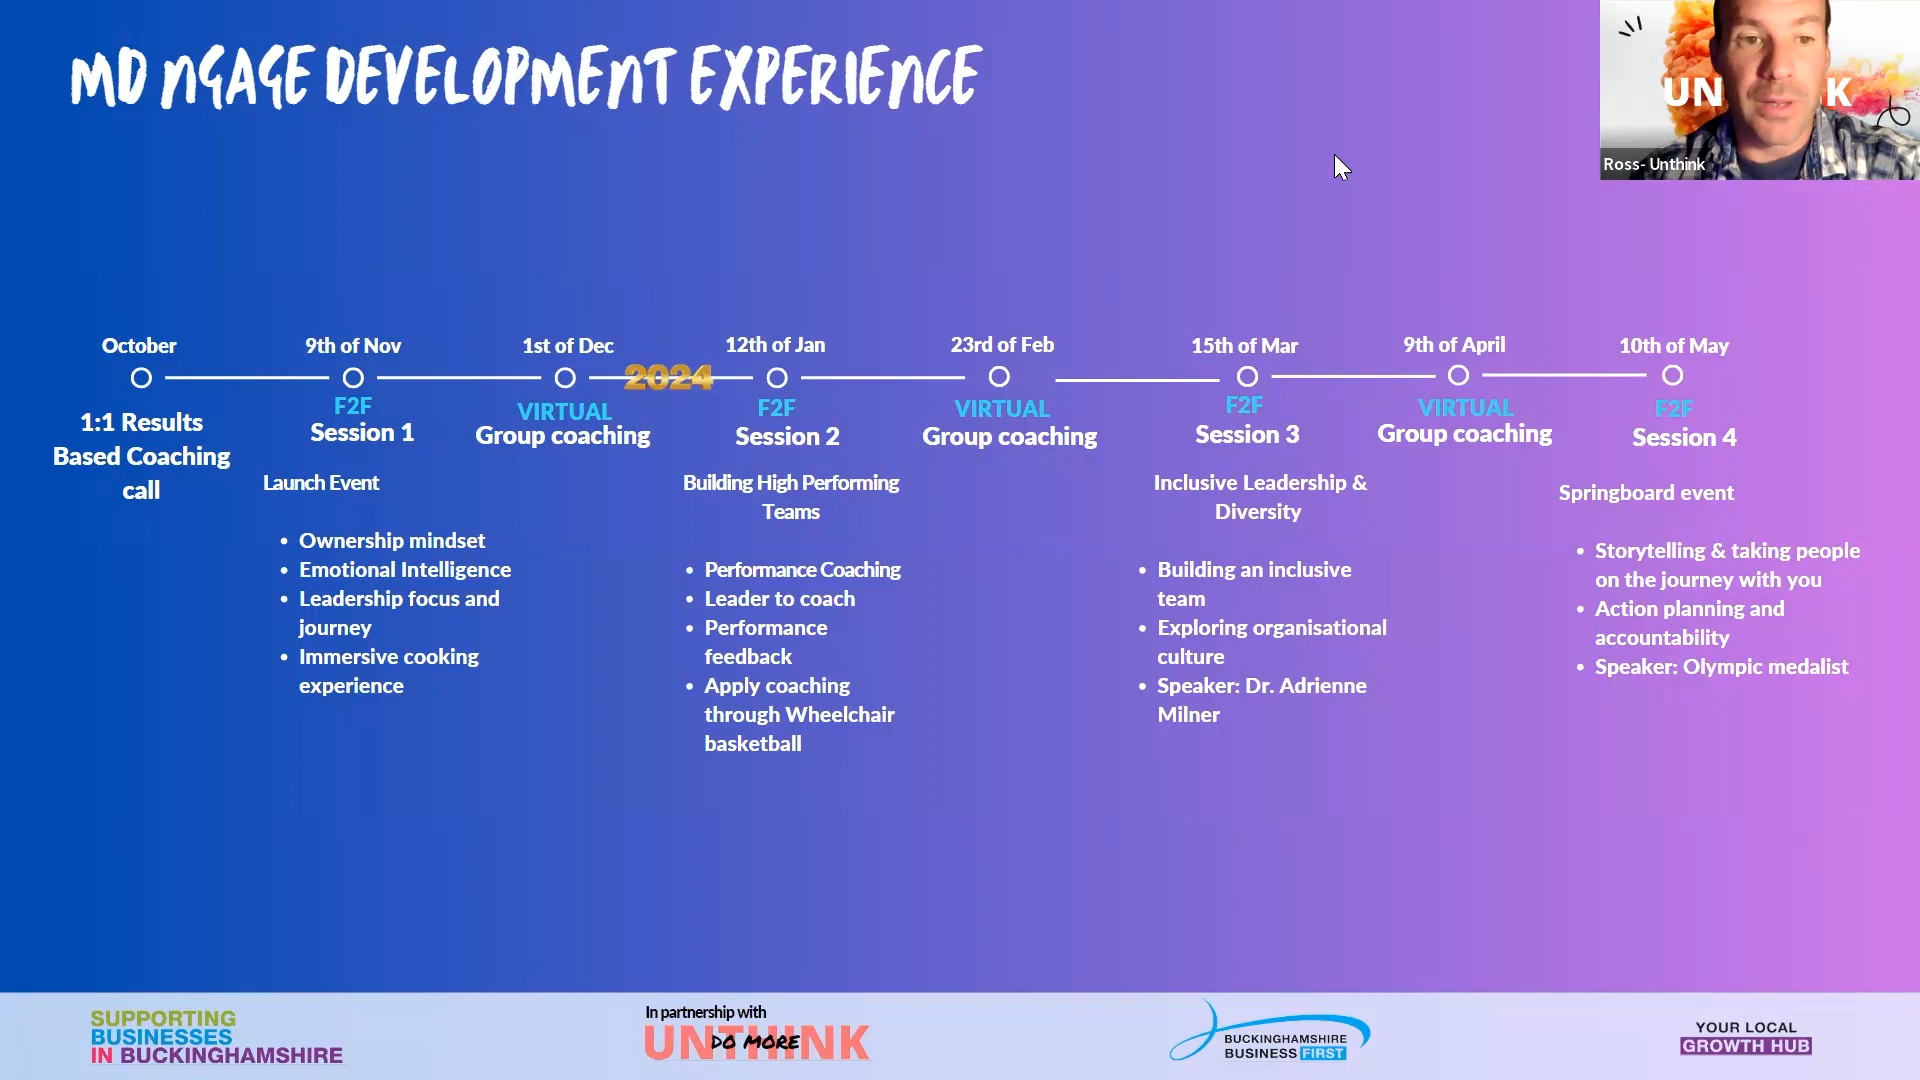 MD NGAGE DEVELOPMENT EXPERIENCE
UN K
Ross- Unthink
October
1:1 Results
Based Coaching
call
9th of Nov
F2F
Session 1
Launch Event
• Ownership mindset
• Emotional Intelligence
• Leadership focus and
journey
• Immersive cooking
experience
1st of Dec
VIRTUAL
Group coaching
2024
12th of Jan
F2F
Session 2
Building High Performing
Teams
• Performance Coaching
• Leader to coach
• Performance
feedback
• Apply coaching
through Wheelchair
basketball
23rd of Feb
VIRTUAL
Group coaching
15th of Mar
F2F
Session 3
Inclusive Leadership &
Diversity
• Building an inclusive
team
• Exploring organisational
culture
• Speaker: Dr. Adrienne
Milner
9th of April
VIRTUAL
Group coaching
10th of May
F2F
Session 4
Springboard event
• Storytelling & taking people
on the journey with you
• Action planning and
accountability
• Speaker: Olympic medalist
SUPPORTING
BUSINESSES
IN BUCKINGHAMSHIRE
In partnership with
UNTHINK
DO MORE
BUCKINGHAMSHIRE
BUSINESS FIRST
YOUR LOCAL
GROWTH HUB